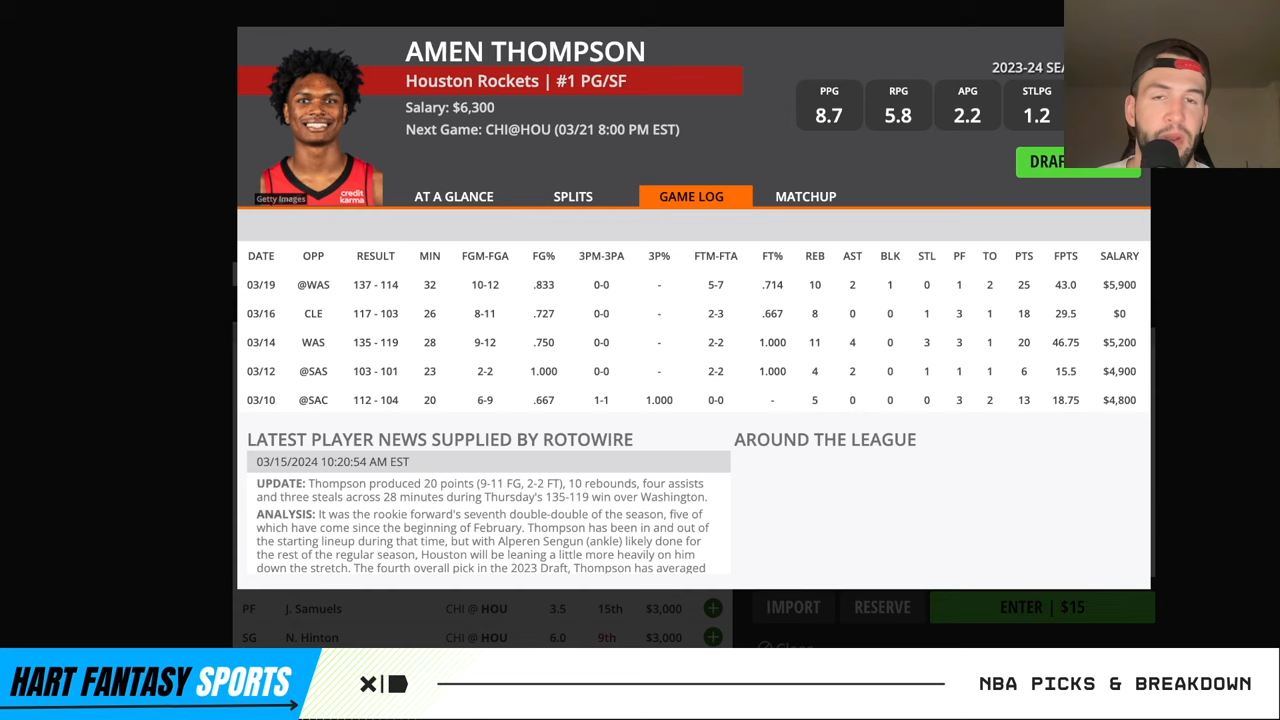 AMEN THOMPSON
Houston Rockets | #1 PG/SF
Salary: $6,300
Next Game: CHI@HOU (03/21 8:00 PM EST)
2023-24 SEA
PPG RPG APG STLPG
8.7 5.8 2.2 1.2
DRAF
Getty Images
credit karma
AT A GLANCE SPLITS GAME LOG MATCHUP
DATE OPP RESULT MIN FGM-FGA FG% 3PM-3PA 3P% FTM-FTA FT% REB AST BLK STL PF TO PTS FPTS SALARY
03/19 @WAS 137 - 114 32 10-12 .833 0-0 - 5-7 .714 10 2 1 0 1 2 25 43.0 $5,900
03/16 CLE 117 - 103 26 8-11 .727 0-0 - 2-3 .667 8 0 0 1 3 1 18 29.5 $0
03/14 WAS 135 - 119 28 9-12 .750 0-0 - 2-2 1.000 11 4 0 3 3 1 20 46.75 $5,200
03/12 @SAS 103 - 101 23 2-2 1.000 0-0 - 2-2 1.000 4 2 0 1 1 1 6 15.5 $4,900
03/10 @SAC 112 - 104 20 6-9 .667 1-1 1.000 0-0 - 5 0 0 0 3 2 13 18.75 $4,800
LATEST PLAYER NEWS SUPPLIED BY ROTOWIRE
AROUND THE LEAGUE
03/15/2024 10:20:54 AM EST
UPDATE: Thompson produced 20 points (9-11 FG, 2-2 FT), 10 rebounds, four assists
and three steals across 28 minutes during Thursday's 135-119 win over Washington.
ANALYSIS: It was the rookie forward's seventh double-double of the season, five of
which have come since the beginning of February. Thompson has been in and out of
the starting lineup during that time, but with Alperen Sengun (ankle) likely done for
the rest of the regular season, Houston will be leaning a little more heavily on him
down the stretch. The fourth overall pick in the 2023 Draft, Thompson has averaged
PF J. Samuels CHI @ HOU 3.5 15th $3,000
SG N. Hinton CHI @ HOU 6.0 9th $3,000
IMPORT RESERVE ENTER | $15
HART FANTASY SPORTS
NBA PICKS & BREAKDOWN